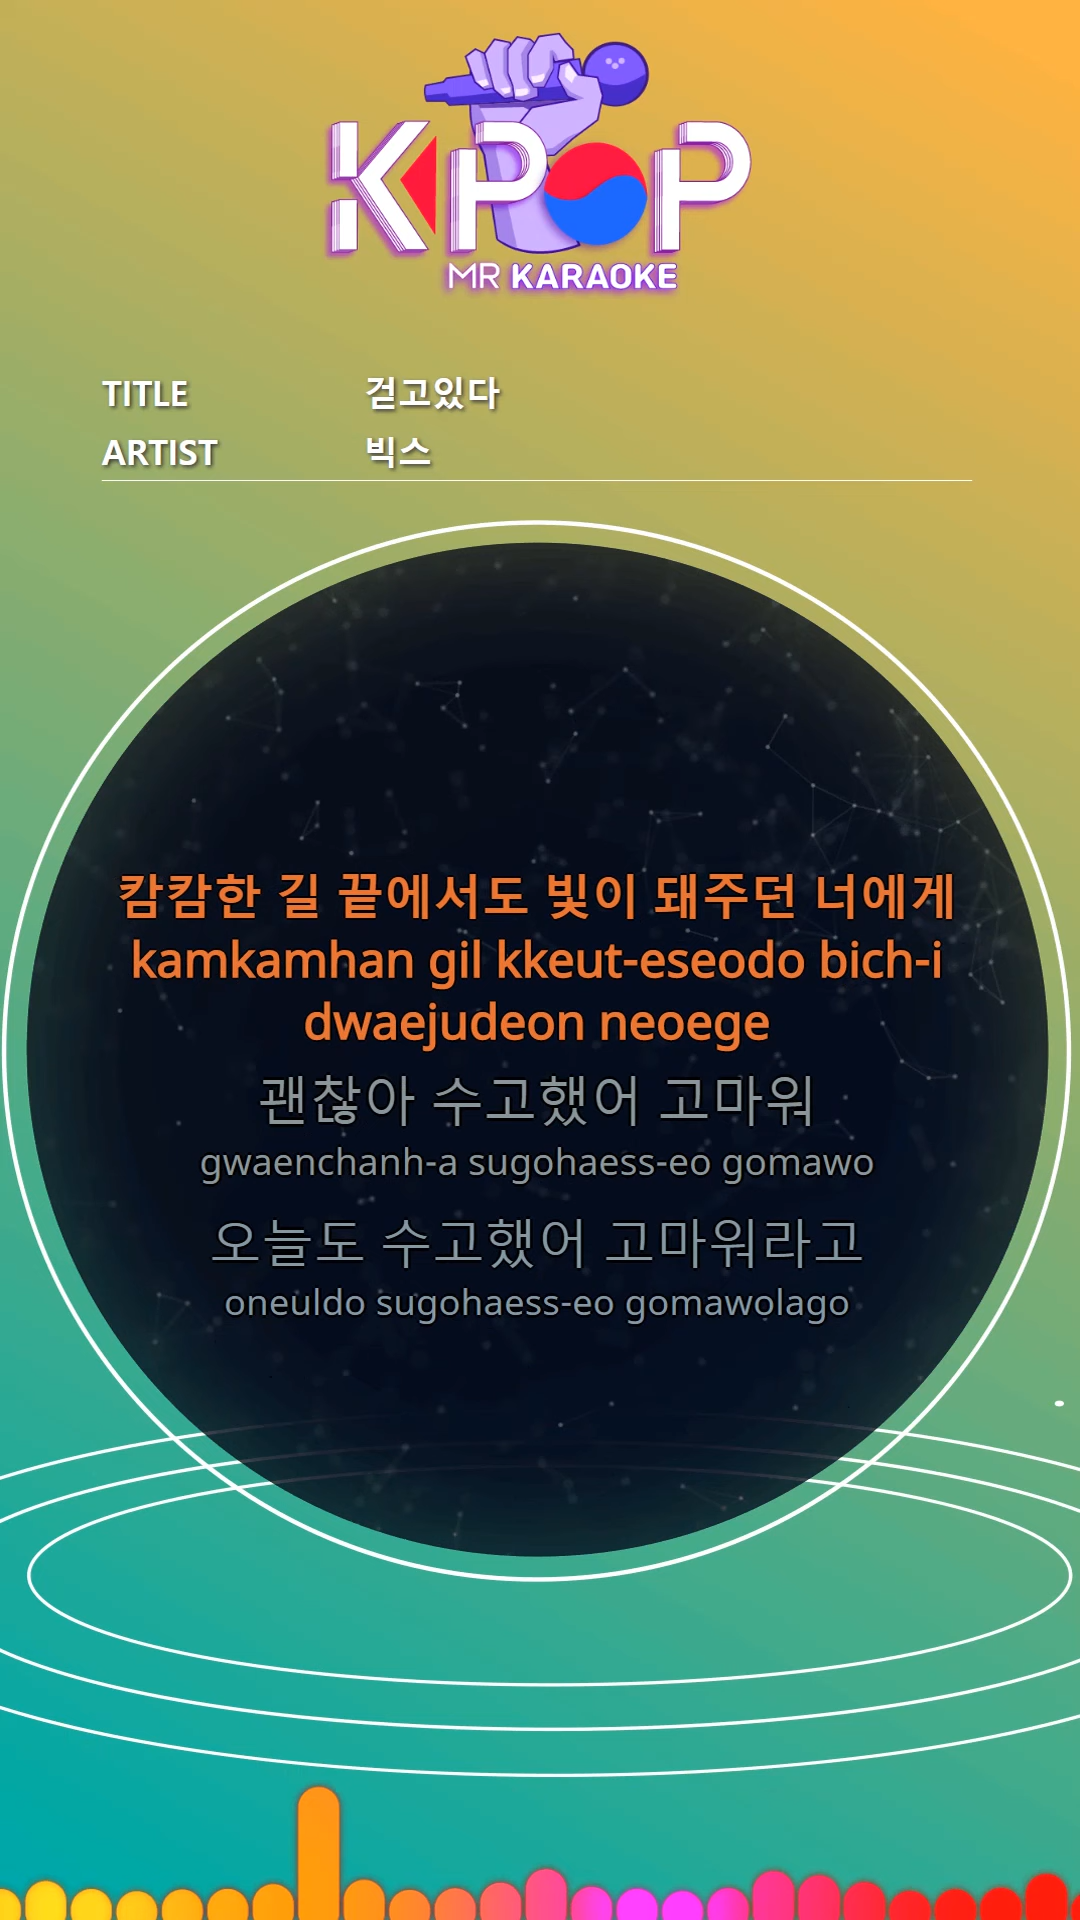 KPOP
MR KARAOKE
TITLE 걷고있다
ARTIST 빅스
캄캄한 길 끝에서도 빛이 돼주던 너에게
kamkamhan gil kkeut-eseodo bich-i
dwaejudeon neoege
괜찮아 수고했어 고마워
gwaenchanh-a sugohaess-eo gomawo
오늘도 수고했어 고마워라고
oneuldo sugohaess-eo gomawolago